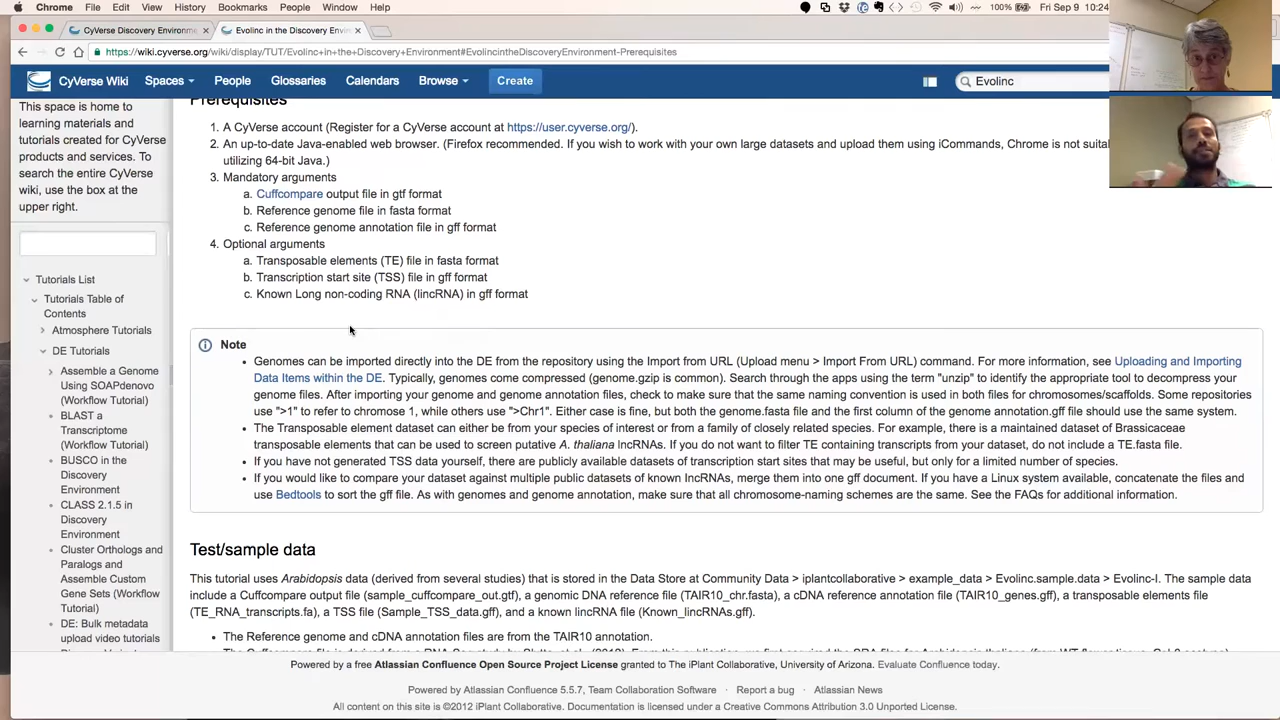 Chrome File Edit View History Bookmarks People Window Help 100% Fri Sep 9 10:24
CyVerse Discovery Environme × Evolinc in the Discovery Envi ×
https://wiki.cyverse.org/wiki/display/TUT/Evolinc+in+the+Discovery+Environment#EvolincintheDiscoveryEnvironment-Prerequisites
CyVerse Wiki Spaces People Glossaries Calendars Browse Create Evolinc
This space is home to
learning materials and
tutorials created for
CyVerse products and
services. To
search the entire CyVerse
wiki, use the box at the
upper right.
Tutorials List
Tutorials Table of
Contents
Atmosphere Tutorials
DE Tutorials
Assemble a Genome
Using SOAPdenovo
(Workflow Tutorial)
BLAST a
Transcriptome
(Workflow Tutorial)
BUSCO in the
Discovery
Environment
CLASS 2.1.5 in
Discovery
Environment
Cluster Orthologs and
Paralogs and
Assemble Custom
Gene Sets (Workflow
Tutorial)
DE: Bulk metadata
upload video tutorials
Prerequisites
1. A CyVerse account (Register for a CyVerse account at https://user.cyverse.org/).
2. An up-to-date Java-enabled web browser. (Firefox recommended. If you wish to work with your own large datasets and upload them using iCommands, Chrome is not suita
utilizing 64-bit Java.)
3. Mandatory arguments
a. Cuffcompare output file in gtf format
b. Reference genome file in fasta format
c. Reference genome annotation file in gff format
4. Optional arguments
a. Transposable elements (TE) file in fasta format
b. Transcription start site (TSS) file in gff format
c. Known Long non-coding RNA (lincRNA) in gff format
Note
• Genomes can be imported directly into the DE from the repository using the Import from URL (Upload menu > Import From URL) command. For more information, see Uploading and Importing
Data Items within the DE. Typically, genomes come compressed (genome.gzip is common). Search through the apps using the term "unzip" to identify the appropriate tool to decompress your
genome files. After importing your genome and genome annotation files, check to make sure that the same naming convention is used in both files for chromosomes/scaffolds. Some repositories
use ">1" to refer to chromose 1, while others use ">Chr1". Either case is fine, but both the genome.fasta file and the first column of the genome annotation.gff file should use the same system.
• The Transposable element dataset can either be from your species of interest or from a family of closely related species. For example, there is a maintained dataset of Brassicaceae
transposable elements that can be used to screen putative A. thaliana lncRNAs. If you do not want to filter TE containing transcripts from your dataset, do not include a TE.fasta file.
• If you have not generated TSS data yourself, there are publicly available datasets of transcription start sites that may be useful, but only for a limited number of species.
• If you would like to compare your dataset against multiple public datasets of known lncRNAs, merge them into one gff document. If you have a Linux system available, concatenate the files and
use Bedtools to sort the gff file. As with genomes and genome annotation, make sure that all chromosome-naming schemes are the same. See the FAQs for additional information.
Test/sample data
This tutorial uses Arabidopsis data (derived from several studies) that is stored in the Data Store at Community Data > iplantcollaborative > example_data > Evolinc.sample.data > Evolinc-I. The sample data
include a Cuffcompare output file (sample_cuffcompare_out.gtf), a genomic DNA reference file (TAIR10_chr.fasta), a cDNA reference annotation file (TAIR10_genes.gff), a transposable elements file
(TE_RNA_transcripts.fa), a TSS file (Sample_TSS_data.gff), and a known lincRNA file (Known_lincRNAs.gff).
• The Reference genome and cDNA annotation files are from the TAIR10 annotation.
Powered by a free Atlassian Confluence Open Source Project License granted to The iPlant Collaborative, University of Arizona. Evaluate Confluence today.
Powered by Atlassian Confluence 5.5.7, Team Collaboration Software · Report a bug · Atlassian News
All content on this site is ©2012 iPlant Collaborative. Documentation is licensed under a Creative Commons Attribution 3.0 Unported License.